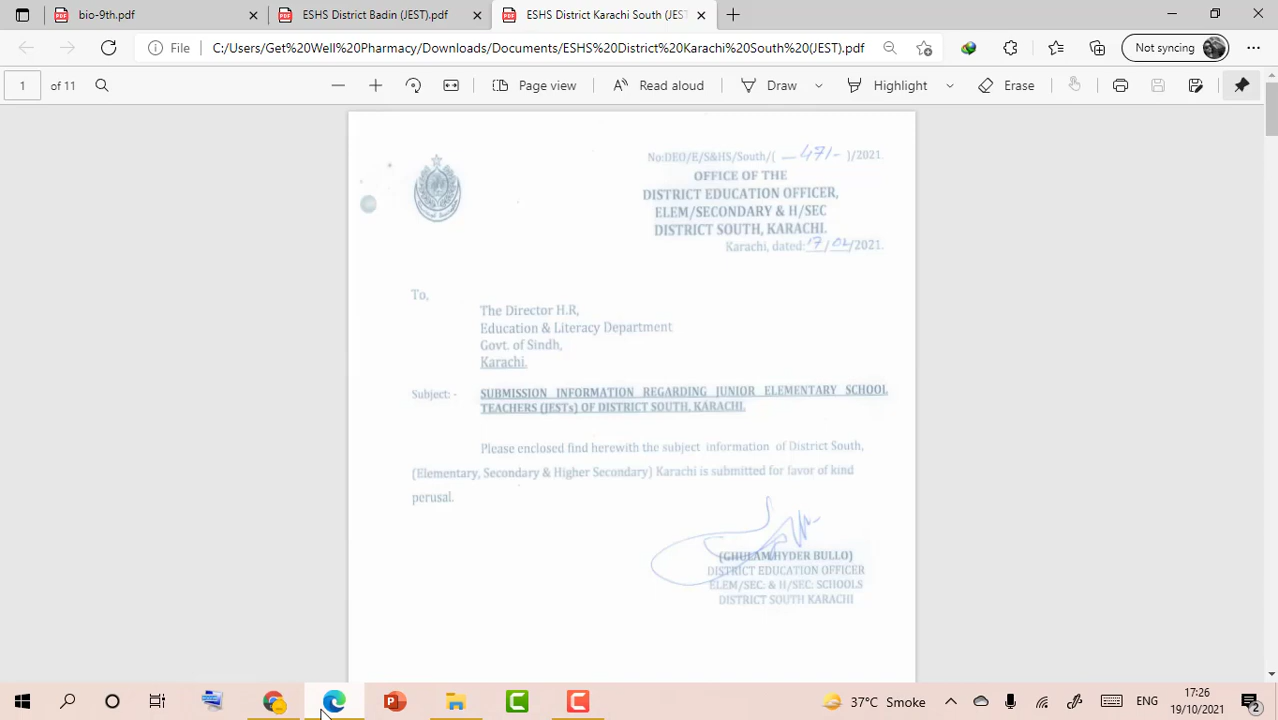 bio-9th.pdf
ESHS District Badin (JEST).pdf
ESHS District Karachi South (JEST
File C:/Users/Get%20Well%20Pharmacy/Downloads/Documents/ESHS%20District%20Karachi%20South%20(JEST).pdf
Not syncing
1 of 11
Page view
Read aloud
Draw
Highlight
Erase
No:DEO/E/S&HS/South/( _471- )/2021.
OFFICE OF THE
DISTRICT EDUCATION OFFICER,
ELEM/SECONDARY & H/SEC
DISTRICT SOUTH, KARACHI.
Karachi, dated:17/02/2021.
To,
The Director H.R,
Education & Literacy Department
Govt. of Sindh,
Karachi.
Subject: - SUBMISSION INFORMATION REGARDING JUNIOR ELEMENTARY SCHOOL
TEACHERS (JESTs) OF DISTRICT SOUTH, KARACHI.
Please enclosed find herewith the subject information of District South,
(Elementary, Secondary & Higher Secondary) Karachi is submitted for favor of kind
perusal.
(GHULAM HYDER BULLO)
DISTRICT EDUCATION OFFICER
ELEM/SEC: & H/SEC: SCHOOLS
DISTRICT SOUTH KARACHI
37°C Smoke
ENG
17:26
19/10/2021
2